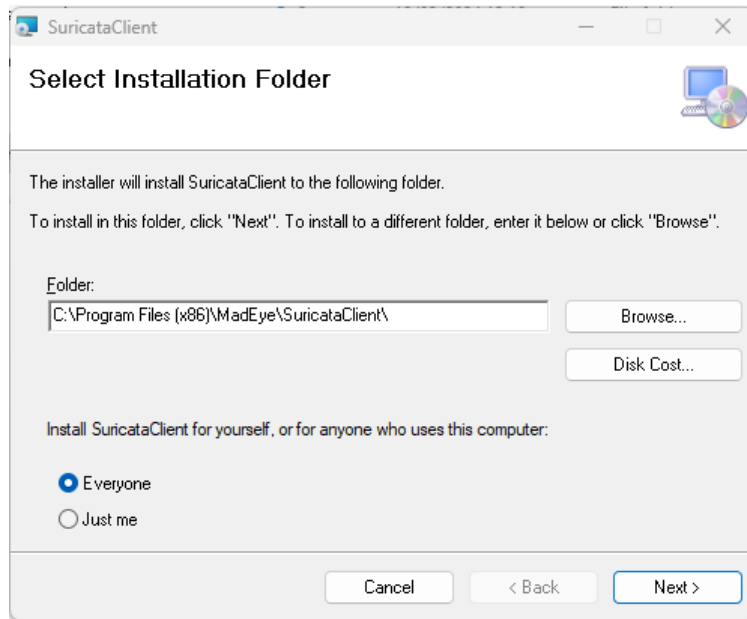 SuricataClient
Select Installation Folder
The installer will install SuricataClient to the following folder.
To install in this folder, click "Next". To install to a different folder, enter it below or click "Browse".
Folder:
C:\Program Files (x86)\MadEye\SuricataClient\
Browse...
Disk Cost...
Install SuricataClient for yourself, or for anyone who uses this computer:
Everyone
Just me
Cancel
< Back
Next >